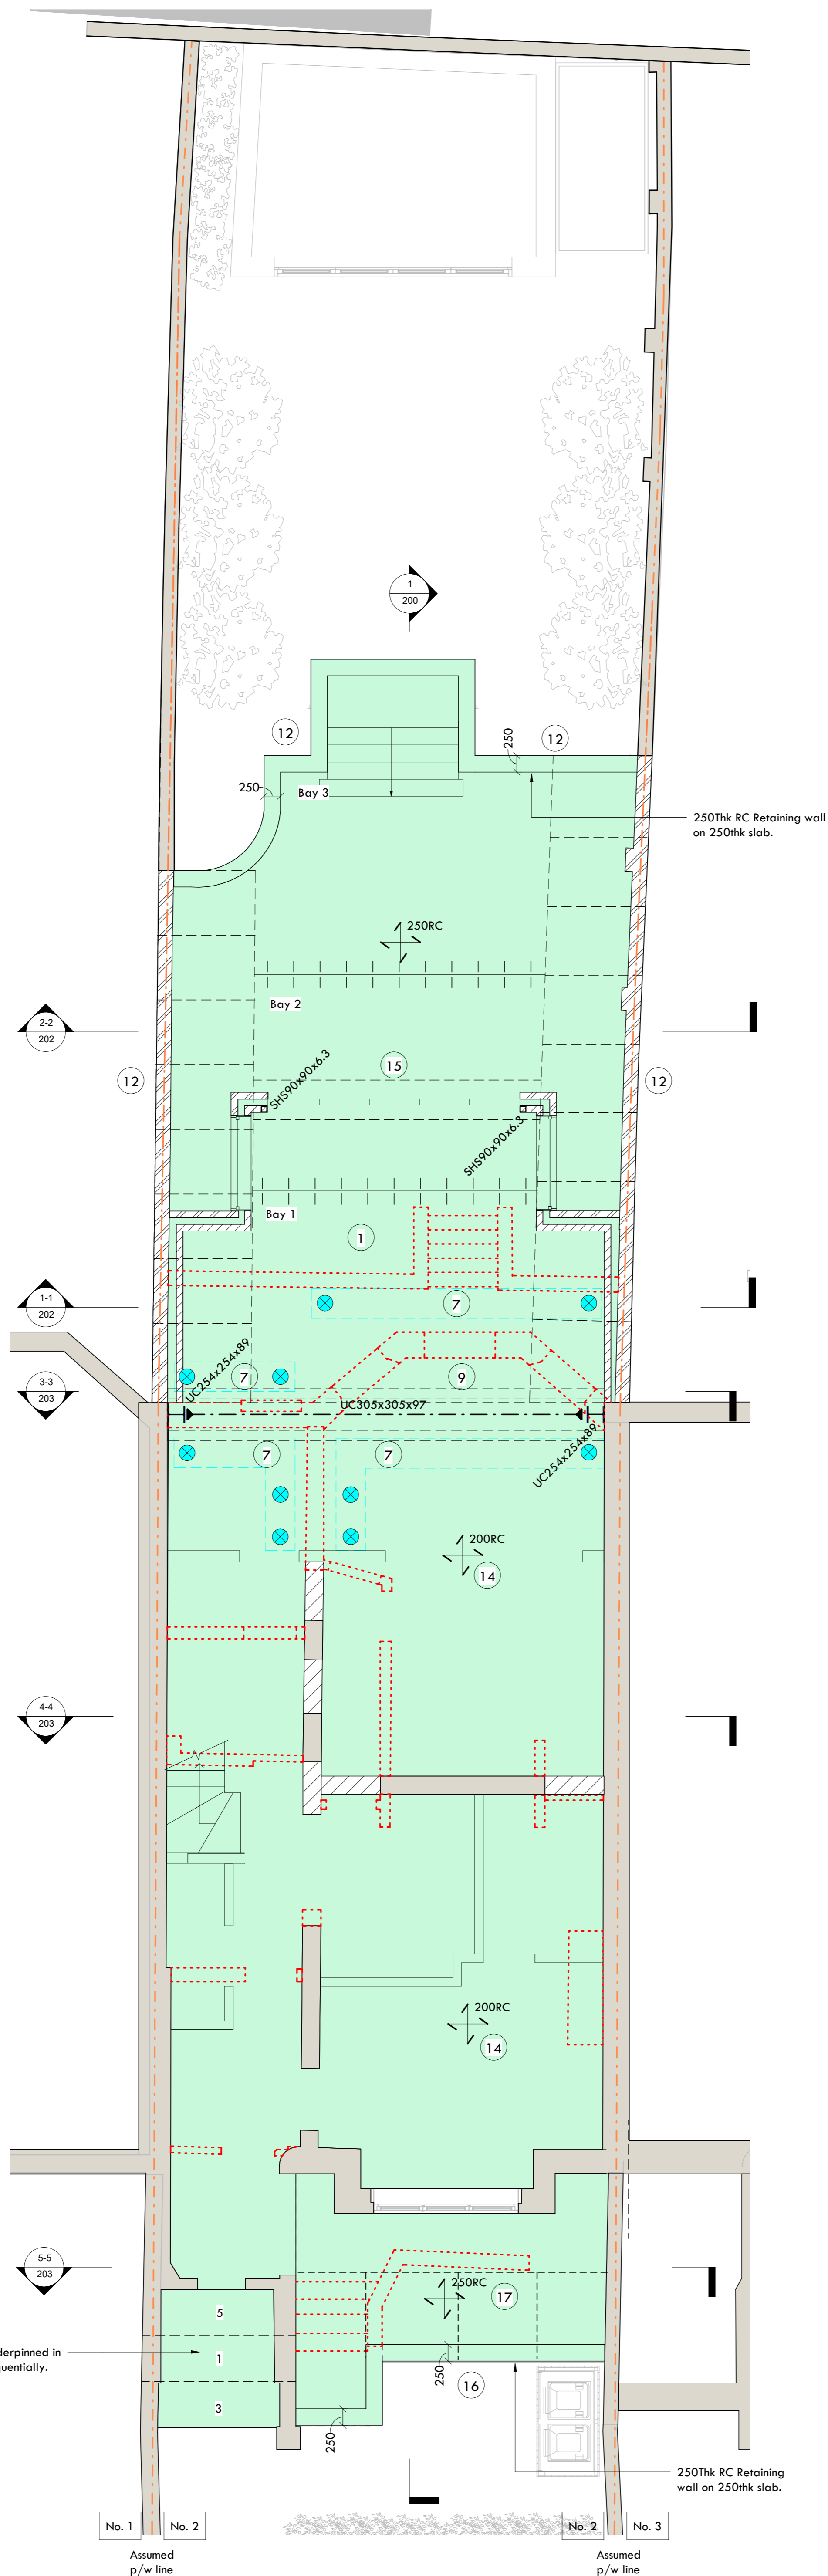 1
200
12
12
250
250
Bay 3
250Thk RC Retaining wall
on 250thk slab.
250RC
Bay 2
2-2
202
15
12
12
SHS90x90x6.3
SHS90x90x6.3
Bay 1
1
1-1
202
7
3-3
203
7
9
UC254x254x89
UC305x305x97
7
7
UC254x254x89
200RC
14
4-4
203
200RC
14
5-5
203
250RC
17
5
derpinned in
quentially.
1
3
250
16
250
250Thk RC Retaining
wall on 250thk slab.
No. 1
No. 2
No. 2
No. 3
Assumed
p/w line
Assumed
p/w line